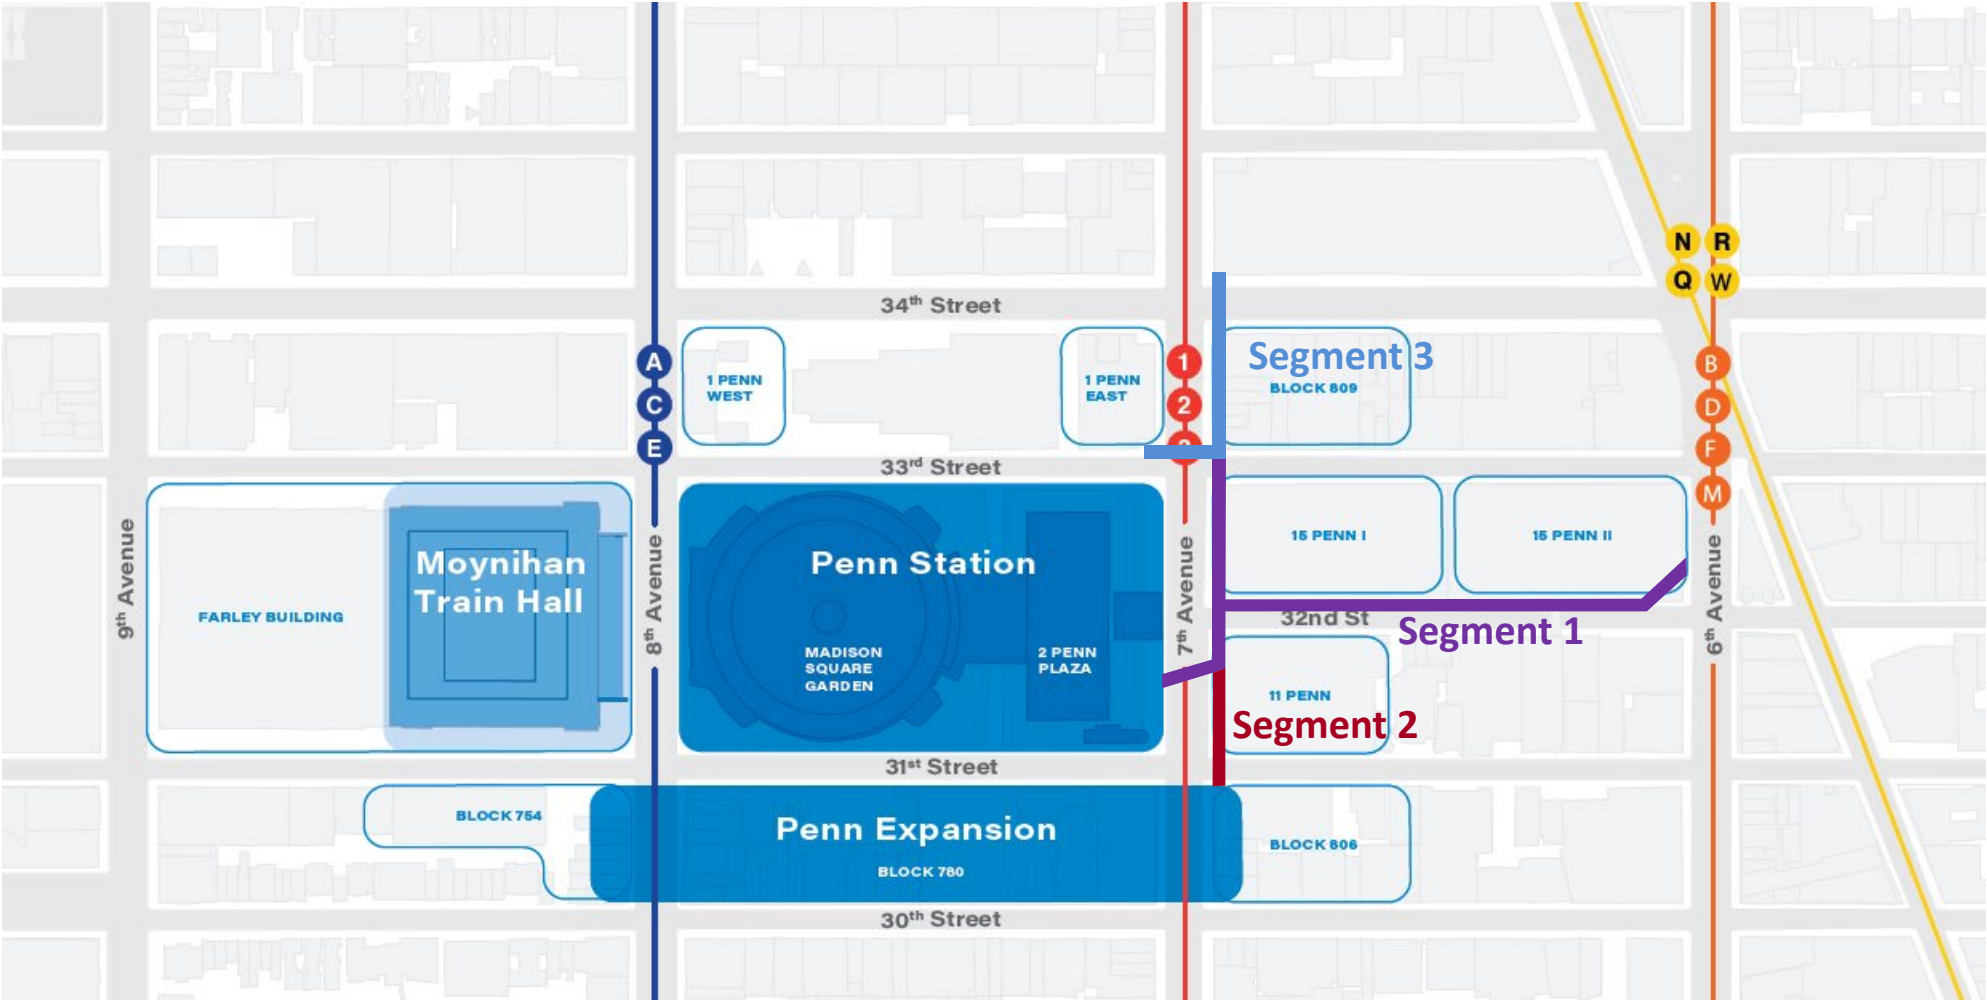 N R
Q W
34th Street
Segment 3
A
C
E
1 PENN
WEST
1 PENN
EAST
1
2
BLOCK 809
B
D
F
M
33rd Street
9th Avenue
Moynihan
Train Hall
FARLEY BUILDING
8th Avenue
Penn Station
MADISON
SQUARE
GARDEN
2 PENN
PLAZA
7th Avenue
15 PENN I
15 PENN II
32nd St
Segment 1
6th Avenue
11 PENN
Segment 2
31st Street
BLOCK 754
Penn Expansion
BLOCK 780
BLOCK 806
30th Street